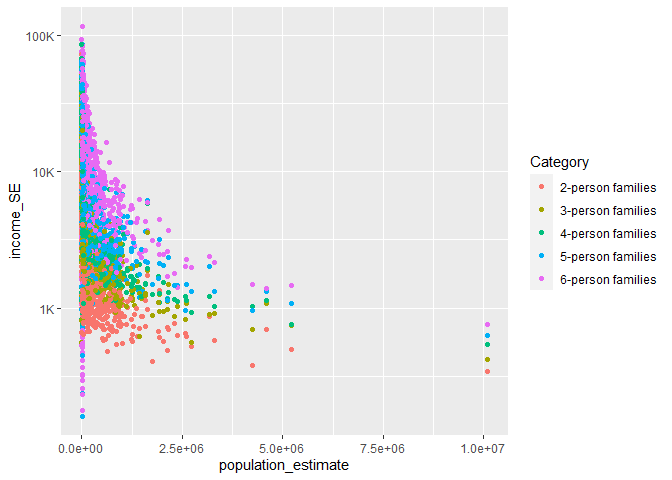 100K
10K
1K
income_SE
0.0e+00
2.5e+06
5.0e+06
7.5e+06
1.0e+07
population_estimate
Category
2-person families
3-person families
4-person families
5-person families
6-person families